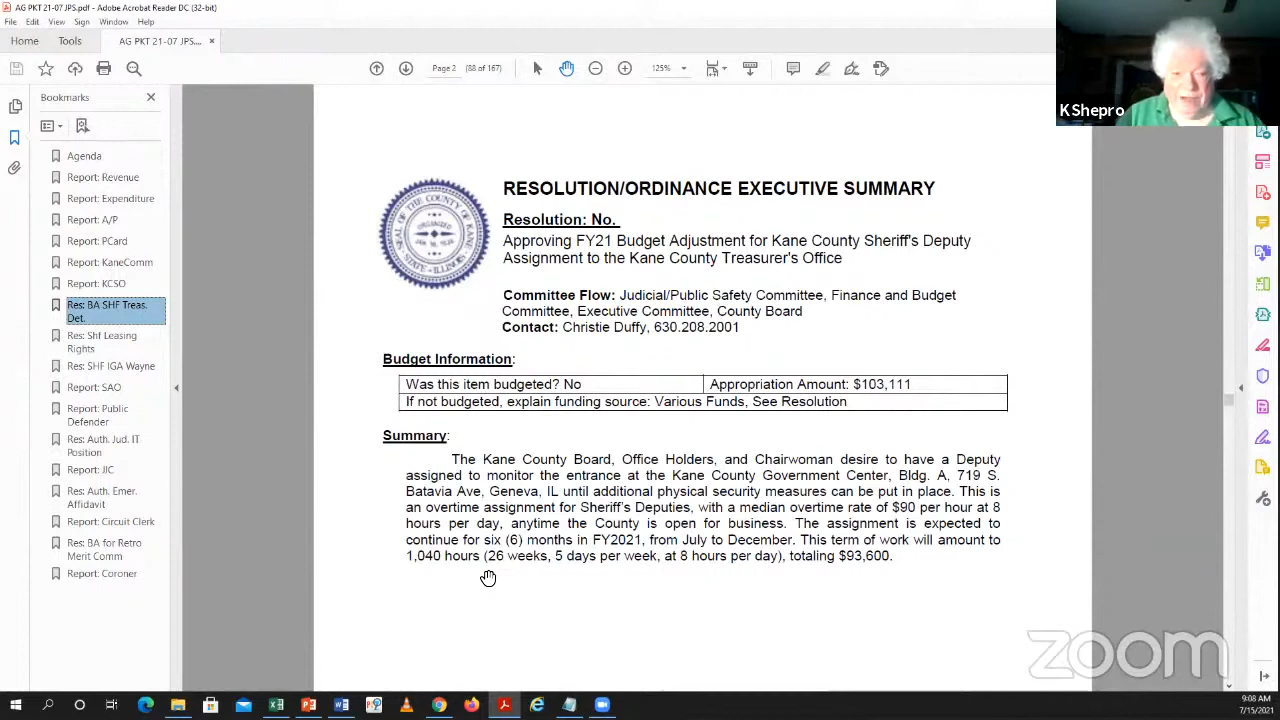 AG PKT 21-07 JPS.pdf - Adobe Acrobat Reader DC (32-bit)
File Edit View Sign Window Help
Home Tools AG PKT 21-07 JPS.... ×
Page 2 (88 of 167) 125%
K Shepro
Bookmarks
Agenda
Report: Revenue
Report: Expenditure
Report: A/P
Report: PCard
Report: KaneComm
Report: KCSO
Res: BA SHF Treas.
Det.
Res: Shf Leasing
Rights
Res: SHF IGA Wayne
Report: SAO
Report: Public
Defender
Res: Auth. Jud. IT
Position
Report: JJC
Res: Auth. Emer.
Affidavit
Report: Circuit Clerk
Res: BA for Retro
Merit Comm
Report: Coroner
RESOLUTION/ORDINANCE EXECUTIVE SUMMARY
Resolution: No.
Approving FY21 Budget Adjustment for Kane County Sheriff's Deputy
Assignment to the Kane County Treasurer's Office
Committee Flow: Judicial/Public Safety Committee, Finance and Budget
Committee, Executive Committee, County Board
Contact: Christie Duffy, 630.208.2001
SEAL OF THE COUNTY OF KANE
STATE ILLINOIS
ORGANIZED
Budget Information:
Was this item budgeted? No Appropriation Amount: $103,111
If not budgeted, explain funding source: Various Funds, See Resolution
Summary:
The Kane County Board, Office Holders, and Chairwoman desire to have a Deputy
assigned to monitor the entrance at the Kane County Government Center, Bldg. A, 719 S.
Batavia Ave, Geneva, IL until additional physical security measures can be put in place. This is
an overtime assignment for Sheriff's Deputies, with a median overtime rate of $90 per hour at 8
hours per day, anytime the County is open for business. The assignment is expected to
continue for six (6) months in FY2021, from July to December. This term of work will amount to
1,040 hours (26 weeks, 5 days per week, at 8 hours per day), totaling $93,600.
zoom
9:08 AM
7/15/2021